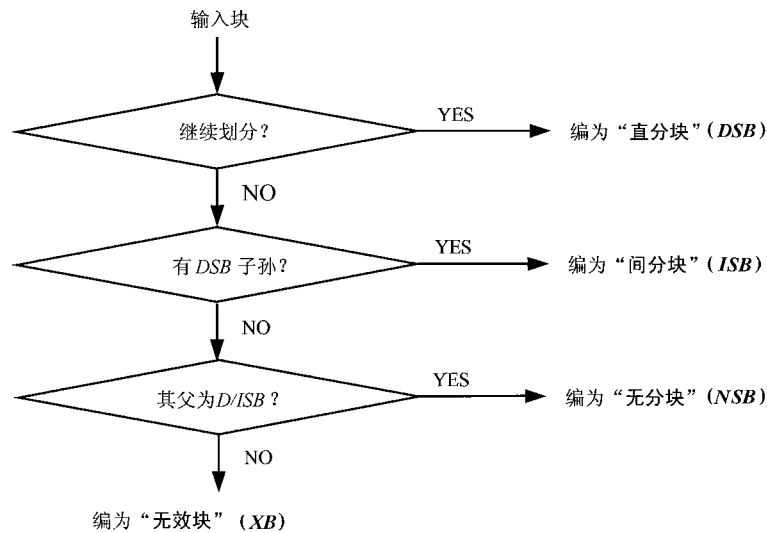 输入块
继续划分?
YES
编为“直分块”(DSB)
NO
有DSB子孙?
YES
编为“间分块”(ISB)
NO
其父为D/ISB?
YES
编为“无分块”(NSB)
NO
编为“无效块”(XB)